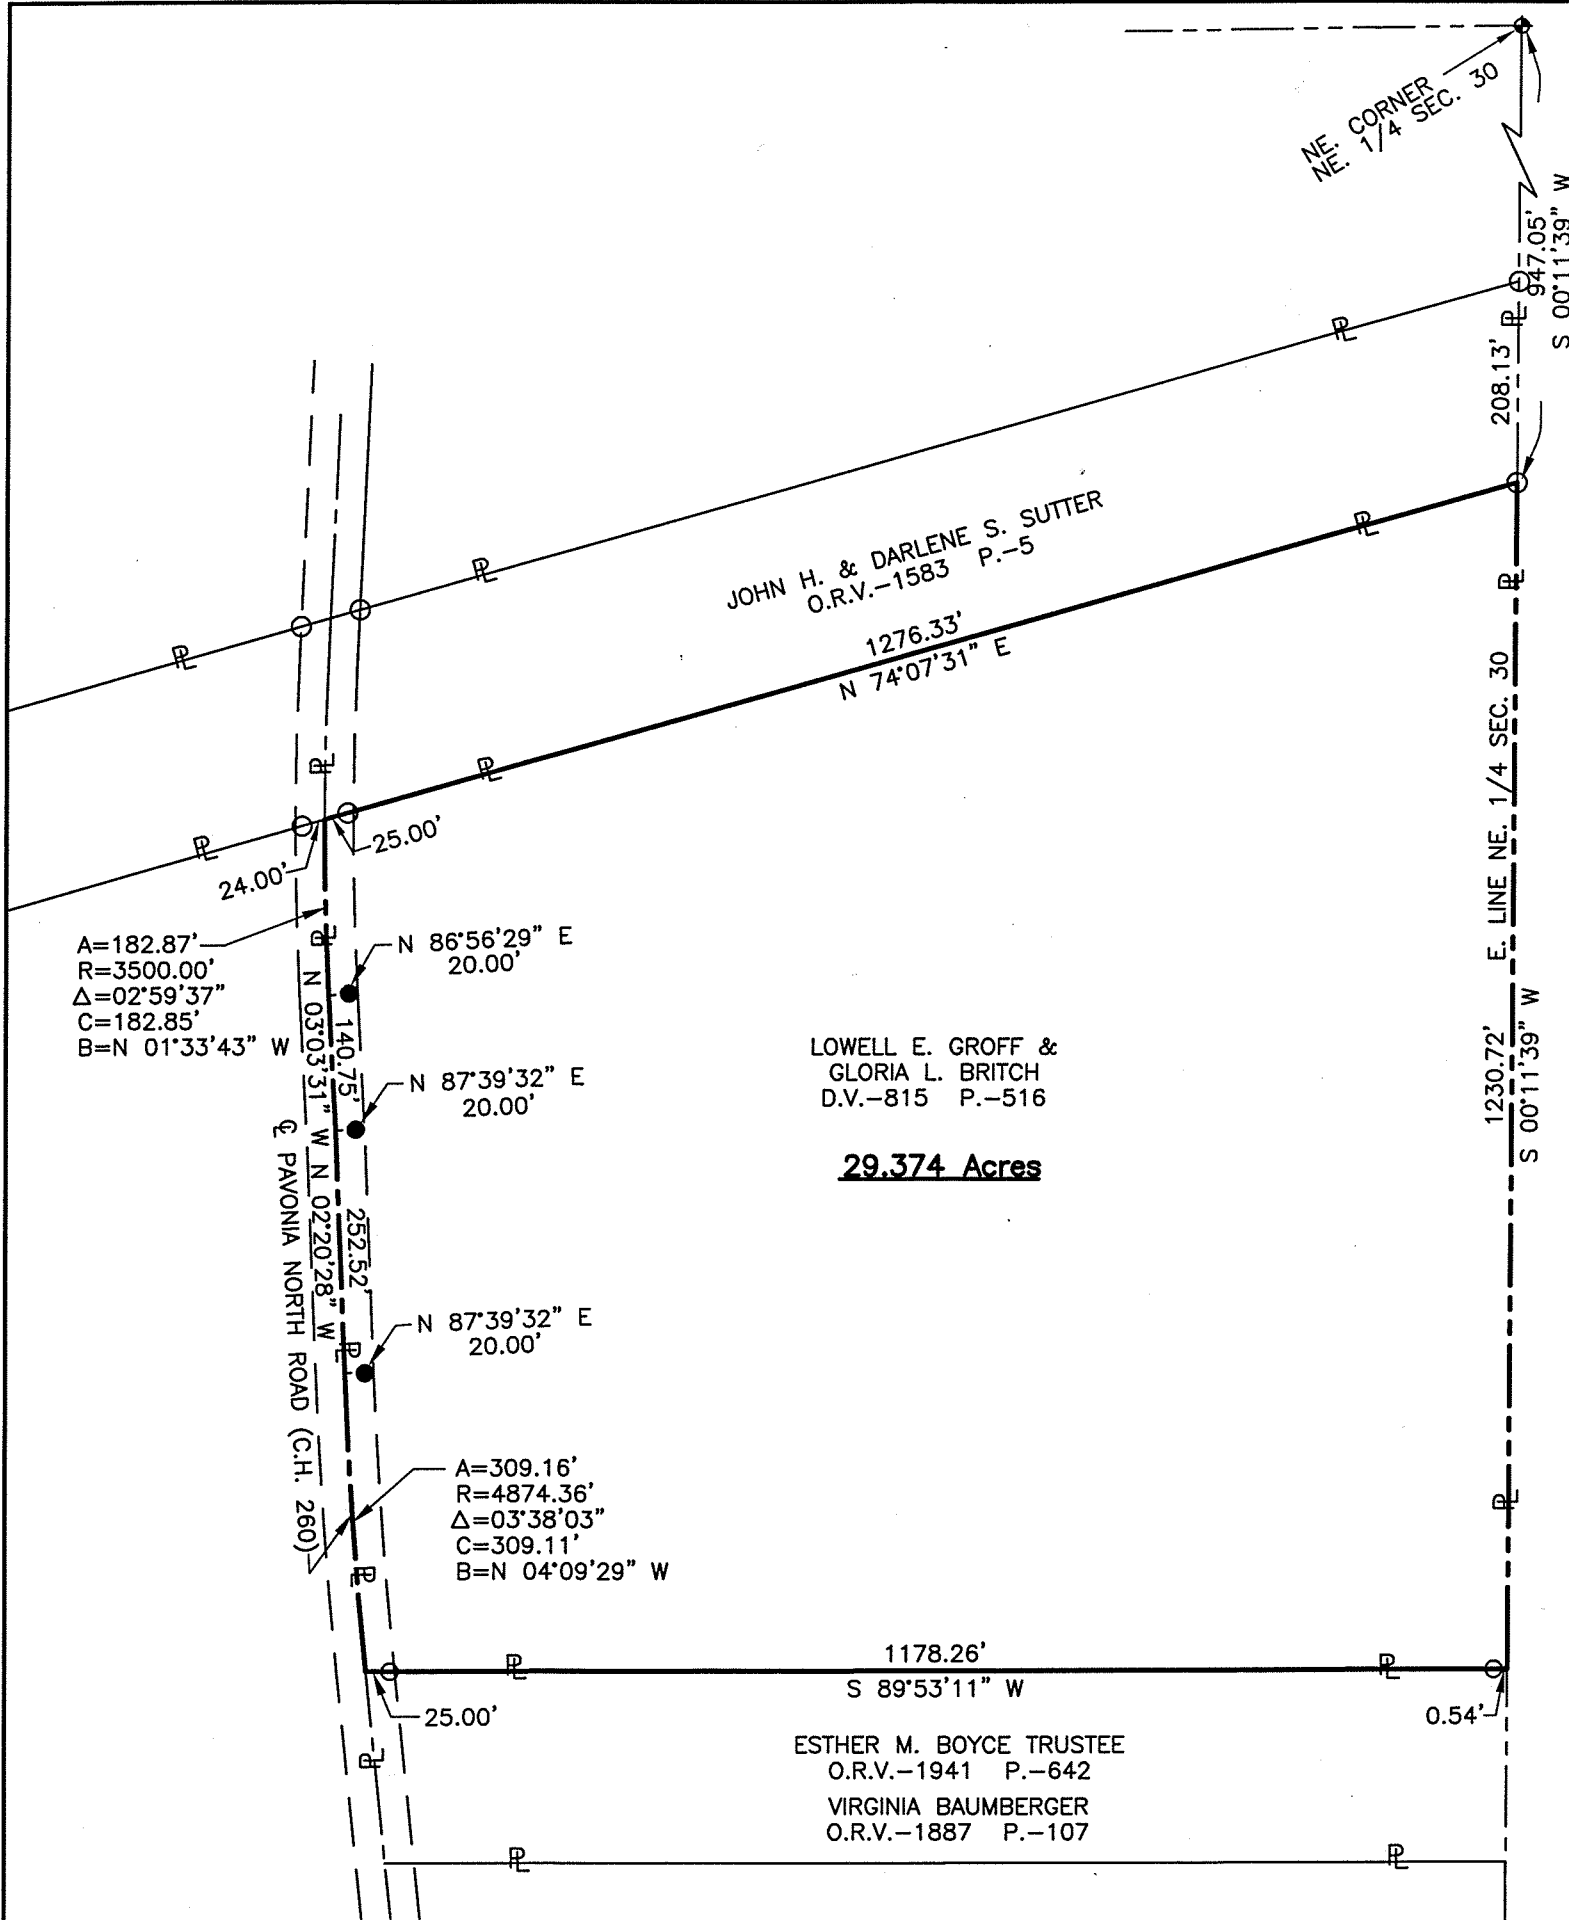 NE. CORNER
NE. 1/4 SEC. 30
947.05'
S 00°11'39" W
℄
208.13'
℄
JOHN H. & DARLENE S. SUTTER
O.R.V.-1583 P.-5
1276.33'
N 74°07'31" E
25.00'
24.00'
A=182.87'
R=3500.00'
Δ=02°59'37"
C=182.85'
B=N 01°33'43" W
N 86°56'29" E
20.00'
N 03°03'31" W
140.75'
N 87°39'32" E
20.00'
N 02°20'28" W
252.52'
N 87°39'32" E
20.00'
℄ PAVONIA NORTH ROAD (C.H. 260)
A=309.16'
R=4874.36'
Δ=03°38'03"
C=309.11'
B=N 04°09'29" W
LOWELL E. GROFF &
GLORIA L. BRITCH
D.V.-815 P.-516
29.374 Acres
E. LINE NE. 1/4 SEC. 30
1230.72'
S 00°11'39" W
1178.26'
S 89°53'11" W
25.00'
0.54'
ESTHER M. BOYCE TRUSTEE
O.R.V.-1941 P.-642
VIRGINIA BAUMBERGER
O.R.V.-1887 P.-107